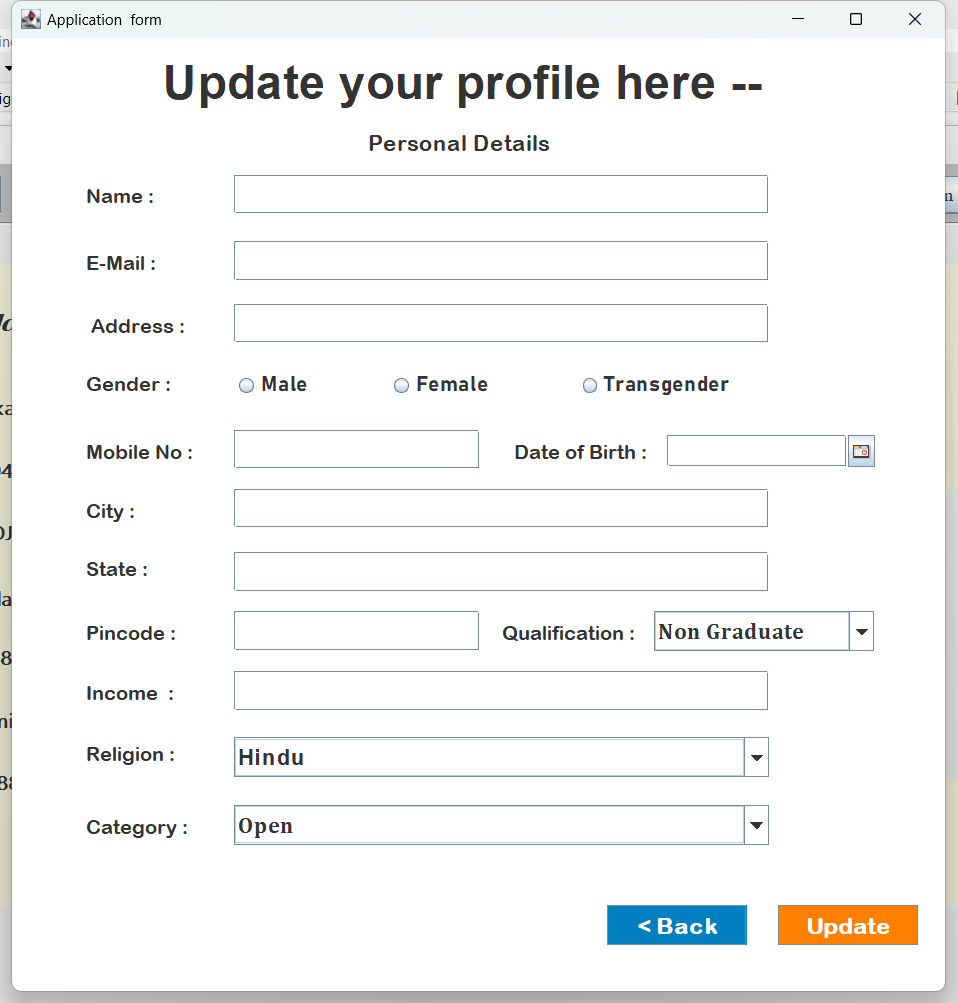 Application form
Update your profile here --
Personal Details
Name :
E-Mail :
Address :
Gender : Male Female Transgender
Mobile No : Date of Birth :
City :
State :
Pincode : Qualification : Non Graduate
Income :
Religion : Hindu
Category : Open
< Back Update